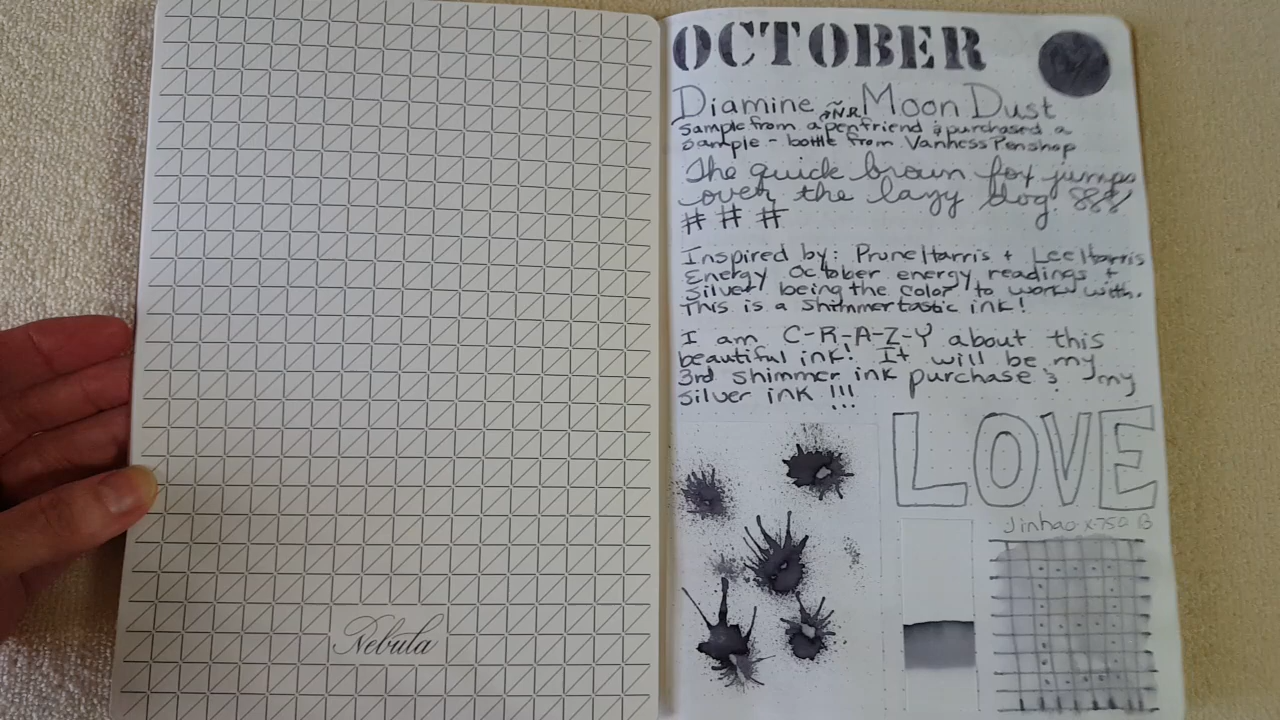 Nebula
OCTOBER
Diamine Moon Dust
Sample from a penfriend & purchased a
sample - bottle from Vanness Penshop
The quick brown fox jumps
over the lazy dog. 888
# # #
Inspired by: Prune Harris + Lee Harris
Energy October energy readings +
Silver being the color to work with.
This is a shimmertastic ink!
I am C-R-A-Z-Y about this
beautiful ink! It will be my
3rd shimmer ink purchase & my
silver ink !!!
LOVE
Jinhao X-750 B